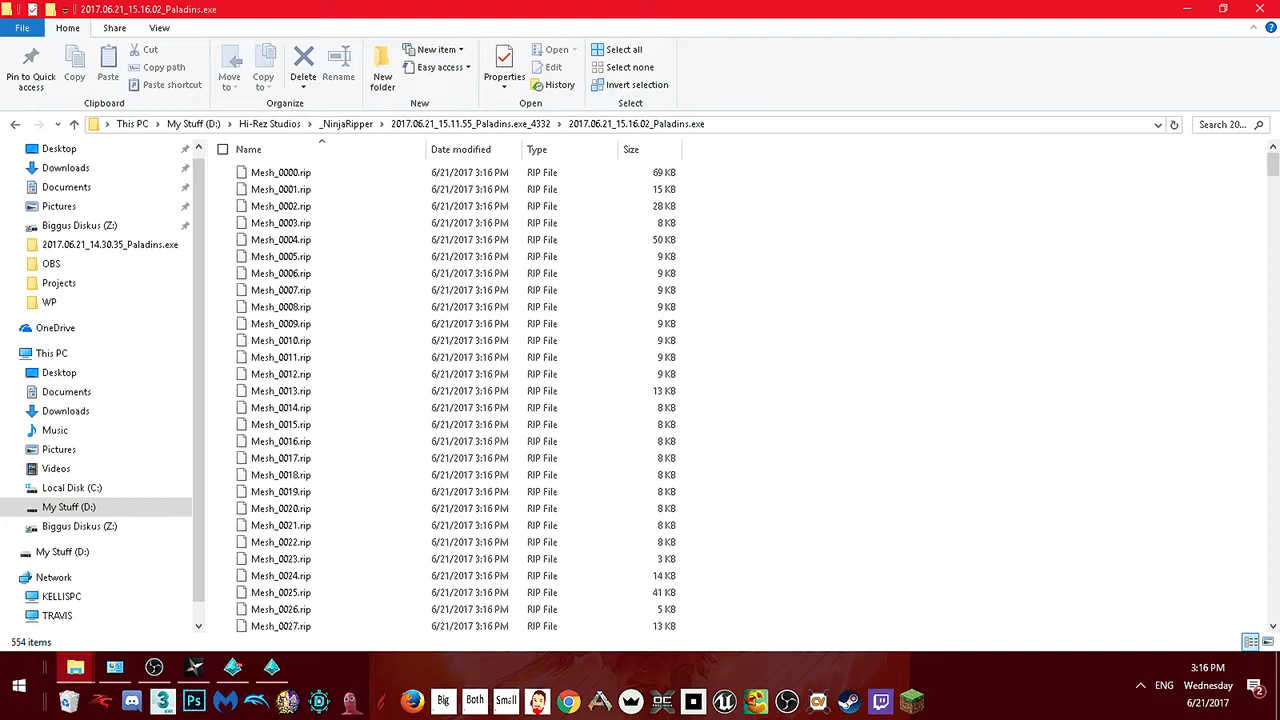 2017.06.21_15.16.02_Paladins.exe
File Home Share View
Pin to Quick access
Copy
Paste
Cut
Copy path
Paste shortcut
Clipboard
Move to
Copy to
Delete
Rename
Organize
New folder
New item
Easy access
New
Properties
Open
Edit
History
Open
Select all
Select none
Invert selection
Select
This PC My Stuff (D:) Hi-Rez Studios _NinjaRipper 2017.06.21_15.11.55_Paladins.exe_4332 2017.06.21_15.16.02_Paladins.exe
Search 20...
Desktop
Downloads
Documents
Pictures
Biggus Diskus (Z:)
2017.06.21_14.30.35_Paladins.exe
OBS
Projects
WP
OneDrive
This PC
Desktop
Documents
Downloads
Music
Pictures
Videos
Local Disk (C:)
My Stuff (D:)
Biggus Diskus (Z:)
My Stuff (D:)
Network
KELLISPC
TRAVIS
Name Date modified Type Size
Mesh_0000.rip 6/21/2017 3:16 PM RIP File 69 KB
Mesh_0001.rip 6/21/2017 3:16 PM RIP File 15 KB
Mesh_0002.rip 6/21/2017 3:16 PM RIP File 28 KB
Mesh_0003.rip 6/21/2017 3:16 PM RIP File 8 KB
Mesh_0004.rip 6/21/2017 3:16 PM RIP File 50 KB
Mesh_0005.rip 6/21/2017 3:16 PM RIP File 9 KB
Mesh_0006.rip 6/21/2017 3:16 PM RIP File 9 KB
Mesh_0007.rip 6/21/2017 3:16 PM RIP File 9 KB
Mesh_0008.rip 6/21/2017 3:16 PM RIP File 9 KB
Mesh_0009.rip 6/21/2017 3:16 PM RIP File 9 KB
Mesh_0010.rip 6/21/2017 3:16 PM RIP File 9 KB
Mesh_0011.rip 6/21/2017 3:16 PM RIP File 9 KB
Mesh_0012.rip 6/21/2017 3:16 PM RIP File 9 KB
Mesh_0013.rip 6/21/2017 3:16 PM RIP File 13 KB
Mesh_0014.rip 6/21/2017 3:16 PM RIP File 8 KB
Mesh_0015.rip 6/21/2017 3:16 PM RIP File 8 KB
Mesh_0016.rip 6/21/2017 3:16 PM RIP File 8 KB
Mesh_0017.rip 6/21/2017 3:16 PM RIP File 8 KB
Mesh_0018.rip 6/21/2017 3:16 PM RIP File 8 KB
Mesh_0019.rip 6/21/2017 3:16 PM RIP File 8 KB
Mesh_0020.rip 6/21/2017 3:16 PM RIP File 8 KB
Mesh_0021.rip 6/21/2017 3:16 PM RIP File 8 KB
Mesh_0022.rip 6/21/2017 3:16 PM RIP File 8 KB
Mesh_0023.rip 6/21/2017 3:16 PM RIP File 3 KB
Mesh_0024.rip 6/21/2017 3:16 PM RIP File 14 KB
Mesh_0025.rip 6/21/2017 3:16 PM RIP File 41 KB
Mesh_0026.rip 6/21/2017 3:16 PM RIP File 5 KB
Mesh_0027.rip 6/21/2017 3:16 PM RIP File 13 KB
554 items
3 Ps Big Both Small CV
ENG
3:16 PM
Wednesday
6/21/2017
2